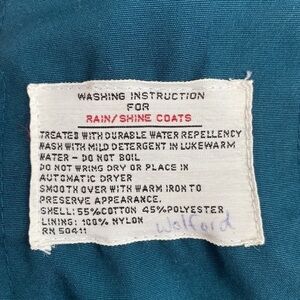 WASHING INSTRUCTION
FOR
RAIN/SHINE COATS
TREATED WITH DURABLE WATER REPELLENCY
WASH WITH MILD DETERGENT IN LUKEWARM
WATER - DO NOT BOIL
DO NOT WRING DRY OR PLACE IN
AUTOMATIC DRYER
SMOOTH OVER WITH WARM IRON TO
PRESERVE APPEARANCE.
SHELL: 55% COTTON 45% POLYESTER
LINING: 100% NYLON
RN 50411
Walford